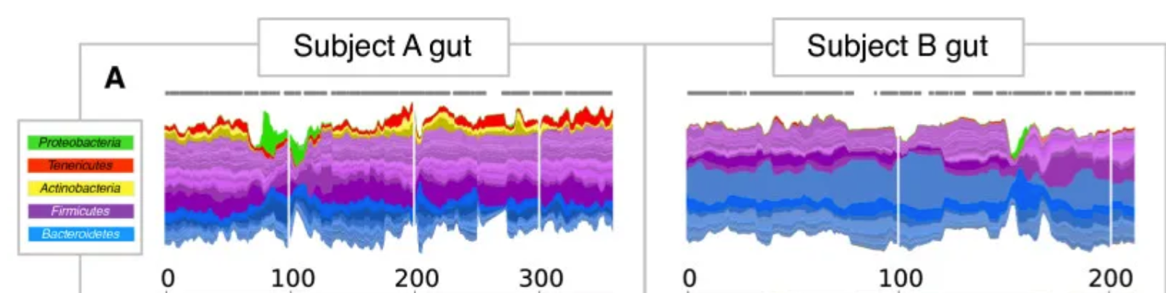 Subject A gut
Subject B gut
A
Proteobacteria
Tenericutes
Actinobacteria
Firmicutes
Bacteroidetes
0 100 200 300
0 100 200